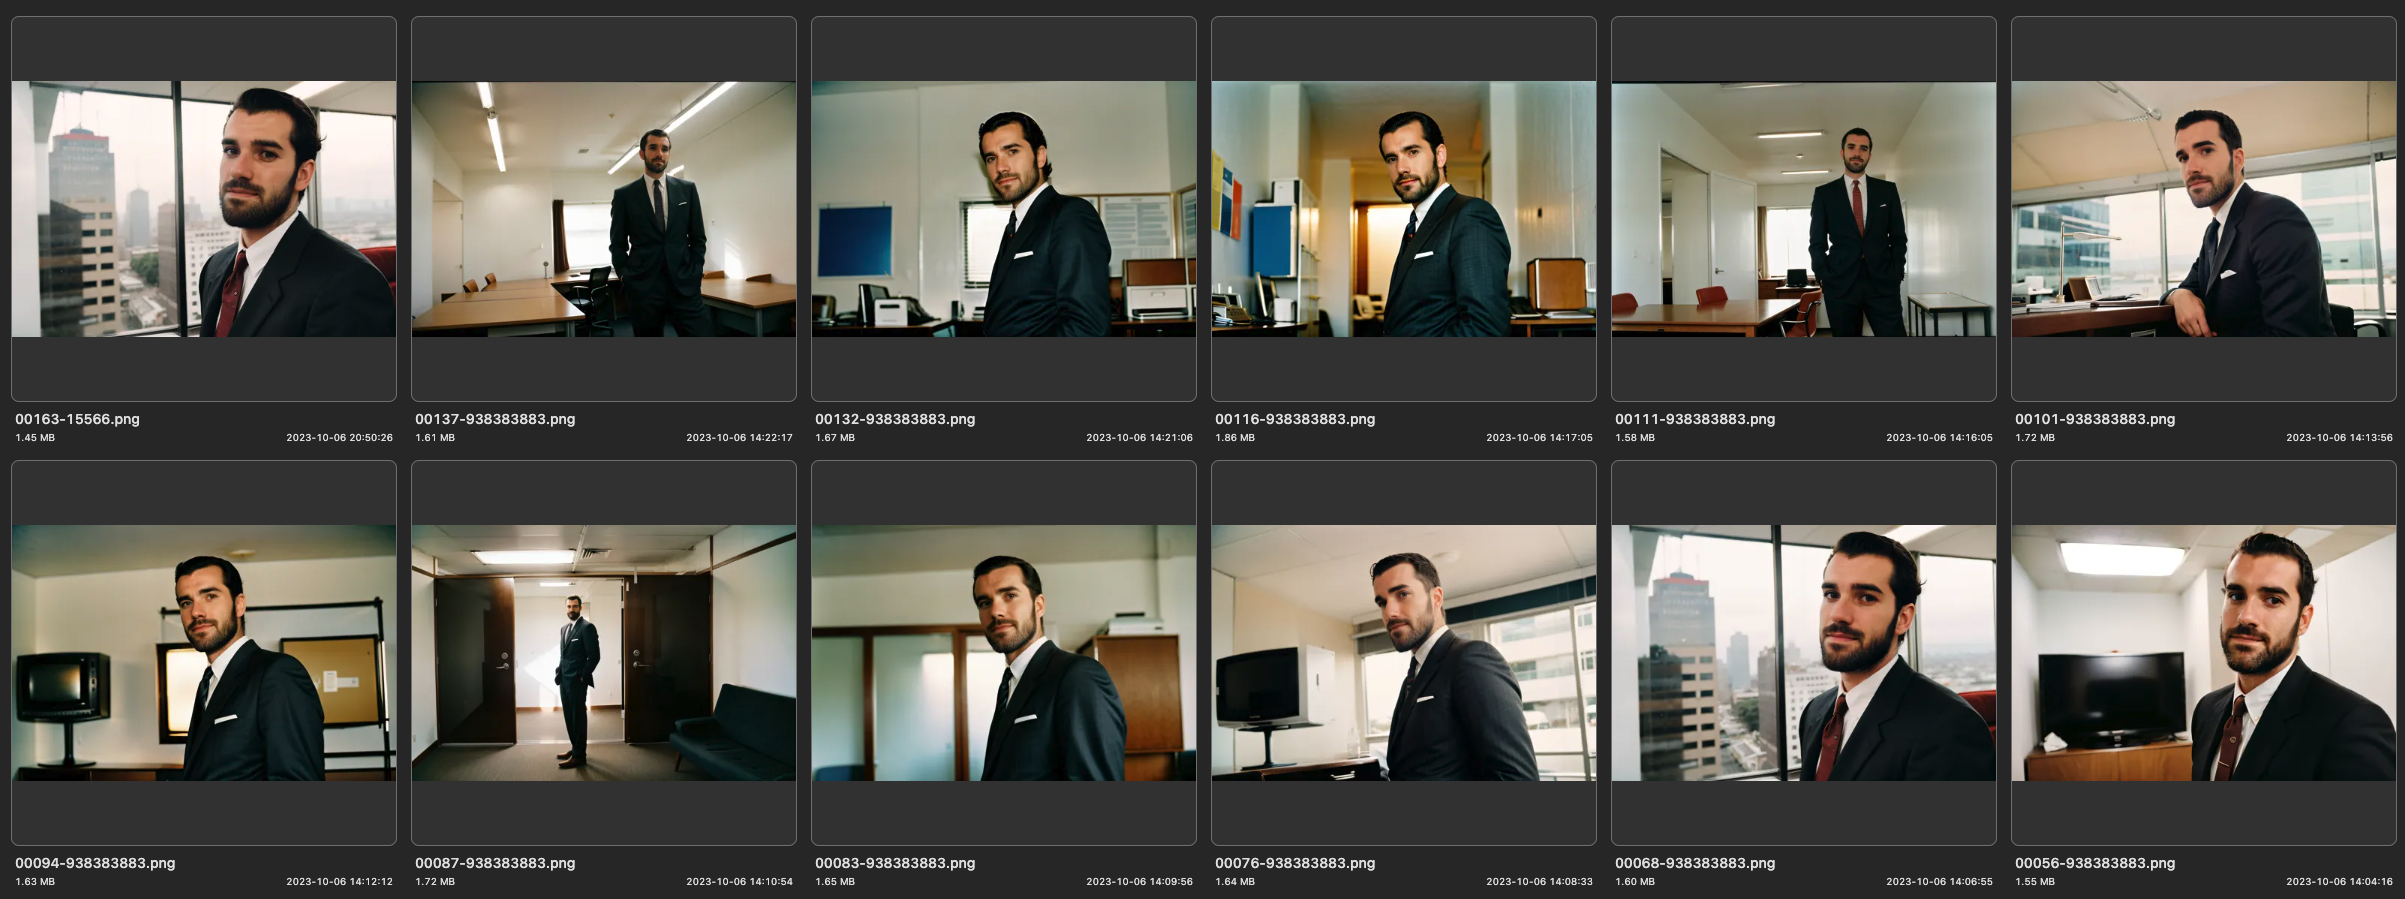 00163-15566.png
1.45 MB 2023-10-06 20:50:26
00137-938383883.png
1.61 MB 2023-10-06 14:22:17
00132-938383883.png
1.67 MB 2023-10-06 14:21:06
00116-938383883.png
1.86 MB 2023-10-06 14:17:05
00111-938383883.png
1.58 MB 2023-10-06 14:16:05
00101-938383883.png
1.72 MB 2023-10-06 14:13:56
00094-938383883.png
1.63 MB 2023-10-06 14:12:12
00087-938383883.png
1.72 MB 2023-10-06 14:10:54
00083-938383883.png
1.65 MB 2023-10-06 14:09:56
00076-938383883.png
1.64 MB 2023-10-06 14:08:33
00068-938383883.png
1.60 MB 2023-10-06 14:06:55
00056-938383883.png
1.55 MB 2023-10-06 14:04:16